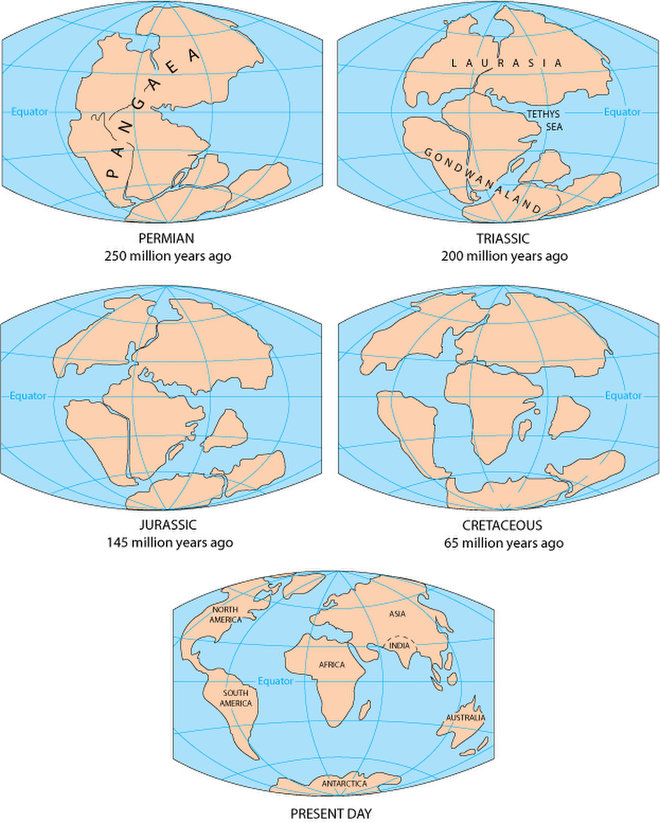 PANGAEA
Equator
PERMIAN
250 million years ago
LAURASIA
Equator
TETHYS
SEA
GONDWANALAND
TRIASSIC
200 million years ago
Equator
JURASSIC
145 million years ago
Equator
CRETACEOUS
65 million years ago
NORTH
AMERICA
ASIA
INDIA
AFRICA
Equator
SOUTH
AMERICA
AUSTRALIA
ANTARCTICA
PRESENT DAY